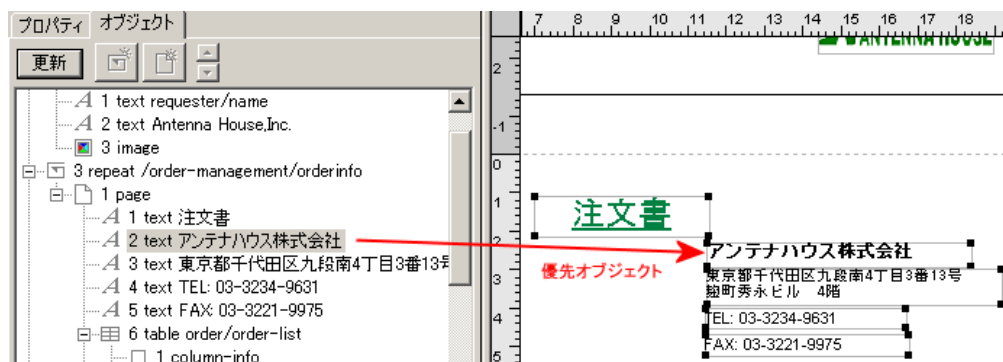 プロパティ オブジェクト
更新
1 text requester/name
2 text Antenna House,Inc.
3 image
3 repeat /order-management/orderinfo
1 page
1 text 注文書
2 text アンテナハウス株式会社
3 text 東京都千代田区九段南4丁目3番13号
4 text TEL: 03-3234-9631
5 text FAX: 03-3221-9975
6 table order/order-list
1 column-info
7 8 9 10 11 12 13 14 15 16 17 18
2
-1
0
1
2
3
4
5
ANTENNA HOUSE
注文書
アンテナハウス株式会社
優先オブジェクト
東京都千代田区九段南4丁目3番13号
麹町秀永ビル 4階
TEL: 03-3234-9631
FAX: 03-3221-9975